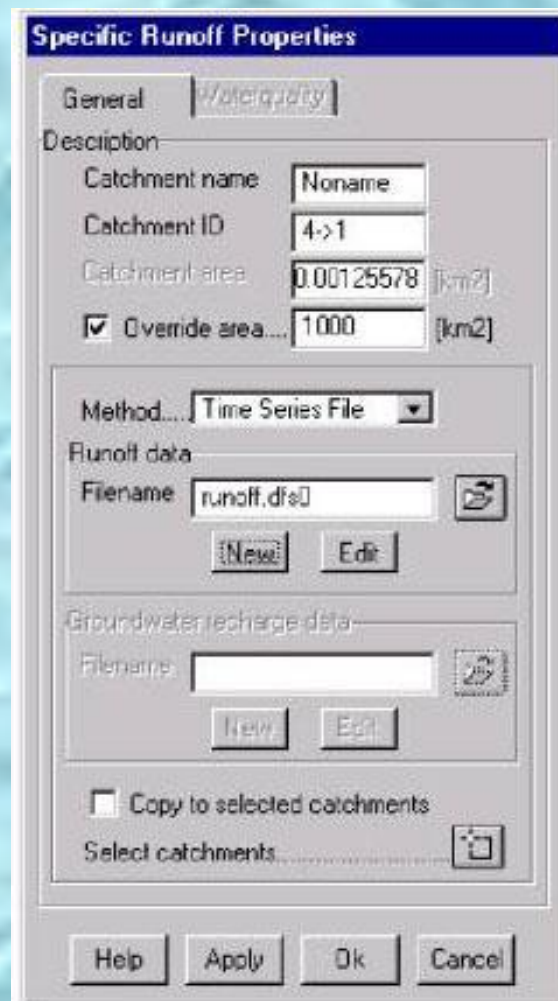 Specific Runoff Properties
General Waterquality
Description
Catchment name Noname
Catchment ID 4->1
Catchment area 0.00125578 [km2]
Override area.... 1000 [km2]
Method..... Time Series File
Runoff data
Filename runoff.dfs0
New Edit
Groundwater recharge data
Filename
New Edit
Copy to selected catchments
Select catchments........................
Help Apply Ok Cancel